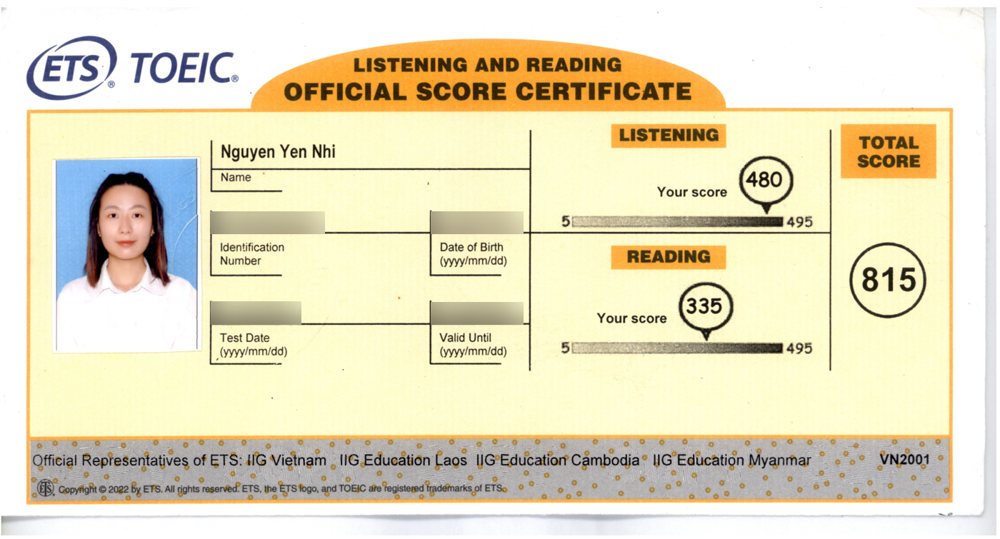 ETS® TOEIC®
LISTENING AND READING
OFFICIAL SCORE CERTIFICATE
Nguyen Yen Nhi
Name
Identification
Number
Date of Birth
(yyyy/mm/dd)
Test Date
(yyyy/mm/dd)
Valid Until
(yyyy/mm/dd)
LISTENING
Your score
480
5
495
READING
Your score
335
5
495
TOTAL
SCORE
815
Official Representatives of ETS: IIG Vietnam IIG Education Laos IIG Education Cambodia IIG Education Myanmar VN2001
ETS Copyright © 2022 by ETS. All rights reserved. ETS, the ETS logo, and TOEIC are registered trademarks of ETS.